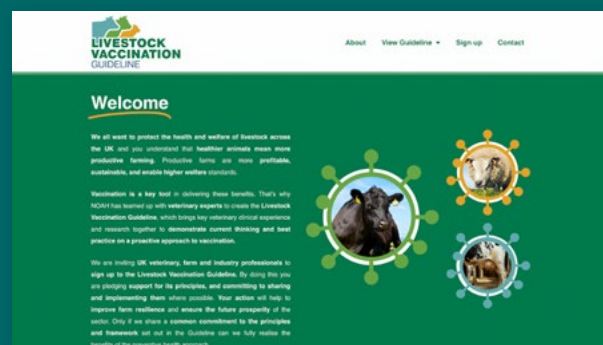 LIVESTOCK
VACCINATION
GUIDELINE
About View Guideline Sign up Contact
Welcome
We all want to protect the health and welfare of livestock across
the UK and you understand that healthier animals mean more
productive farming. Productive farms are more profitable,
sustainable, and enable higher welfare standards.
Vaccination is a key tool in delivering these benefits. That's why
NOAH has teamed up with veterinary experts to create the Livestock
Vaccination Guideline, which brings key veterinary clinical experience
and research together to demonstrate current thinking and best
practice on a proactive approach to vaccination.
We are inviting UK veterinary, farm and industry professionals to
sign up to the Livestock Vaccination Guideline. By doing this you
are pledging support for its principles, and committing to sharing
and implementing them where possible. Your action will help to
improve farm resilience and ensure the future prosperity of the
sector. Only if we share a common commitment to the principles
and framework set out in the Guideline can we fully realise the
benefits of the preventive health approach.